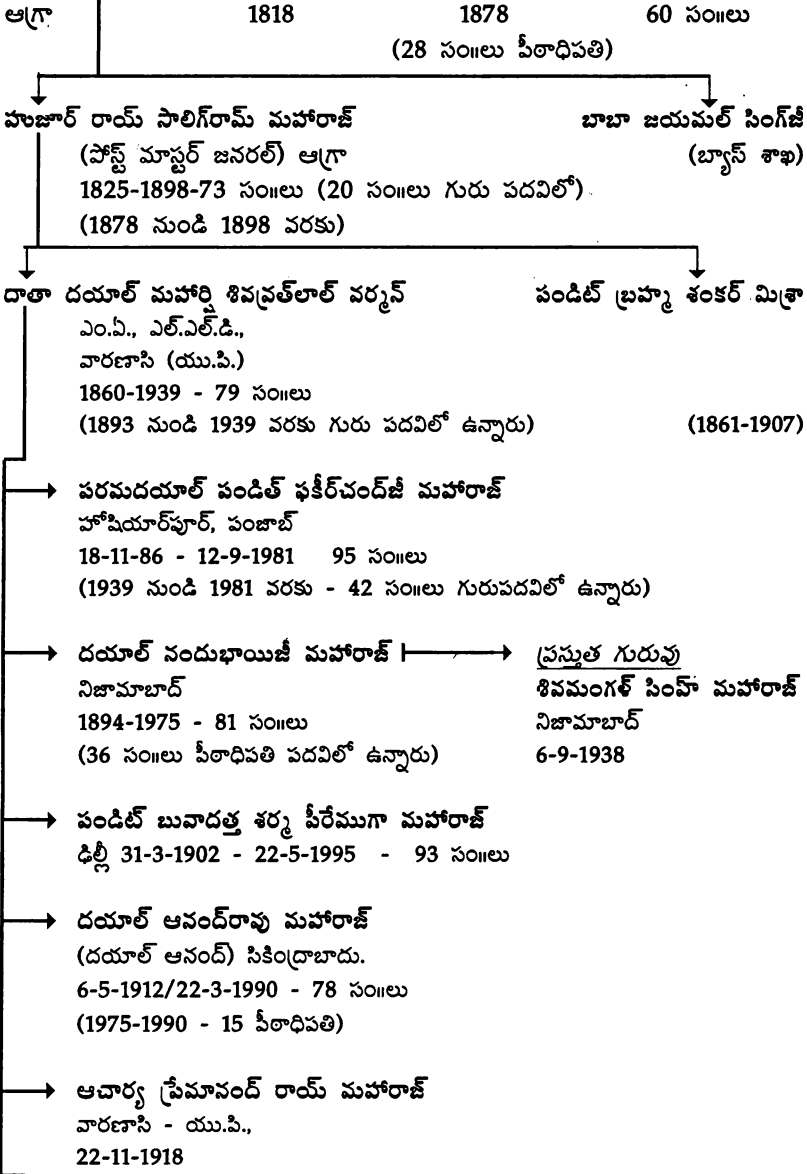 ఆగ్రా 1818 1878 60 సం॥లు
(28 సం॥లు పీఠాధిపతి)
హుజూర్ రాయ్ సాలిగ్‌రామ్ మహారాజ్ బాబా జయమల్ సింగ్‌జీ
(పోస్ట్ మాస్టర్ జనరల్) ఆగ్రా (బ్యాస్ శాఖ)
1825-1898-73 సం॥లు (20 సం॥లు గురు పదవిలో)
(1878 నుండి 1898 వరకు)
దాతా దయాల్ మహర్షి శివవ్రత్‌లాల్ వర్మన్ పండిట్ బ్రహ్మ శంకర్ మిశ్రా
ఎం.ఏ., ఎల్.ఎల్.డి.,
వారణాసి (యు.పి.)
1860-1939 - 79 సం॥లు
(1893 నుండి 1939 వరకు గురు పదవిలో ఉన్నారు) (1861-1907)
పరమదయాల్ పండిత్ ఫకీర్‌చంద్‌జీ మహారాజ్
హోషియార్‌పూర్, పంజాబ్
18-11-86 - 12-9-1981 95 సం॥లు
(1939 నుండి 1981 వరకు - 42 సం॥లు గురుపదవిలో ఉన్నారు)
దయాల్ నందుభాయిజీ మహారాజ్ ప్రస్తుత గురువు
నిజామాబాద్ శివమంగళ్ సింహ్ మహారాజ్
1894-1975 - 81 సం॥లు నిజామాబాద్
(36 సం॥లు పీఠాధిపతి పదవిలో ఉన్నారు) 6-9-1938
పండిట్ బువాదత్త శర్మ పీరేముగా మహారాజ్
ఢిల్లీ 31-3-1902 - 22-5-1995 - 93 సం॥లు
దయాల్ ఆనంద్‌రావు మహారాజ్
(దయాల్ ఆనంద్) సికింద్రాబాదు.
6-5-1912/22-3-1990 - 78 సం॥లు
(1975-1990 - 15 పీఠాధిపతి)
ఆచార్య ప్రేమానంద్ రాయ్ మహారాజ్
వారణాసి - యు.పి.,
22-11-1918